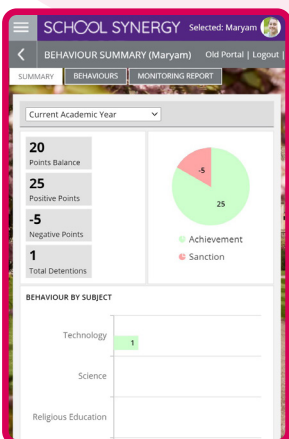 SCHOOL SYNERGY Selected: Maryam
BEHAVIOUR SUMMARY (Maryam) Old Portal | Logout |
SUMMARY BEHAVIOURS MONITORING REPORT
Current Academic Year
20
Points Balance
25
Positive Points
-5
Negative Points
1
Total Detentions
-5
25
Achievement
Sanction
BEHAVIOUR BY SUBJECT
Technology 1
Science
Religious Education